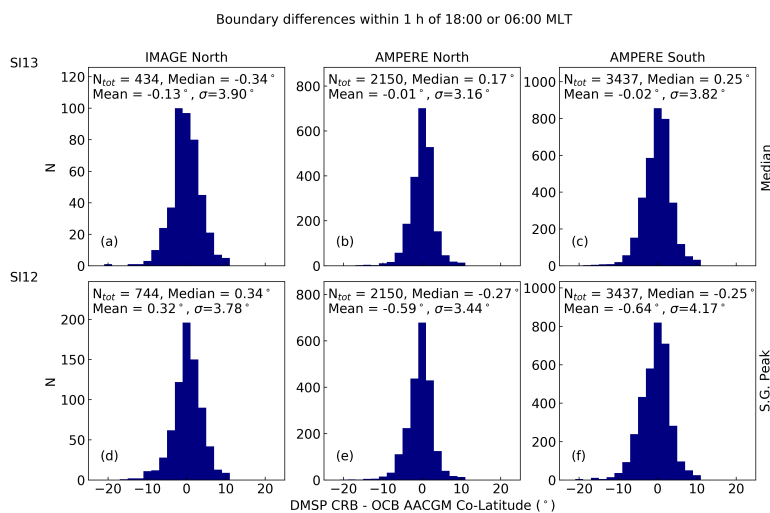 Boundary differences within 1 h of 18:00 or 06:00 MLT
SI13
IMAGE North
AMPERE North
AMPERE South
N_tot = 434, Median = -0.34°
Mean = -0.13°, σ=3.90°
N_tot = 2150, Median = 0.17°
Mean = -0.01°, σ=3.16°
N_tot = 3437, Median = 0.25°
Mean = -0.02°, σ=3.82°
120
100
80
60
40
20
0
N
(a)
800
600
400
200
0
(b)
1000
800
600
400
200
0
(c)
Median
SI12
N_tot = 744, Median = 0.34°
Mean = 0.32°, σ=3.78°
N_tot = 2150, Median = -0.27°
Mean = -0.59°, σ=3.44°
N_tot = 3437, Median = -0.25°
Mean = -0.64°, σ=4.17°
200
150
100
50
0
N
(d)
−20 −10 0 10 20
800
600
400
200
0
(e)
−20 −10 0 10 20
1000
800
600
400
200
0
(f)
−20 −10 0 10 20
S.G. Peak
DMSP CRB - OCB AACGM Co-Latitude (°)